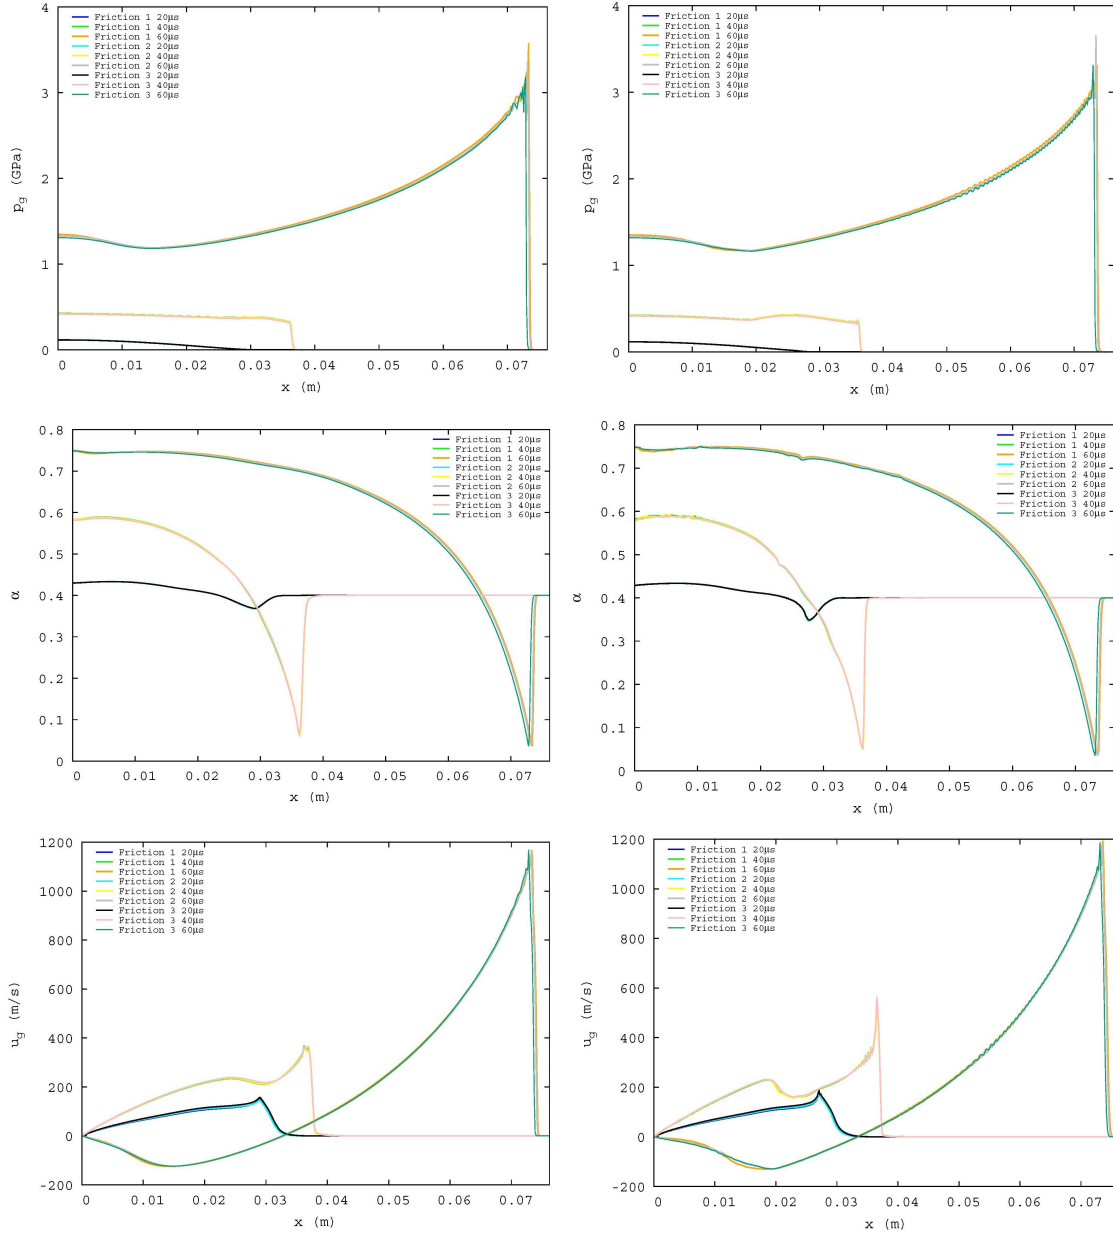 4
3
2
1
0
p_g (GPa)
Friction 1 20μs
Friction 1 40μs
Friction 1 60μs
Friction 2 20μs
Friction 2 40μs
Friction 2 60μs
Friction 3 20μs
Friction 3 40μs
Friction 3 60μs
0 0.01 0.02 0.03 0.04 0.05 0.06 0.07
x (m)
4
3
2
1
0
p_g (GPa)
Friction 1 20μs
Friction 1 40μs
Friction 1 60μs
Friction 2 20μs
Friction 2 40μs
Friction 2 60μs
Friction 3 20μs
Friction 3 40μs
Friction 3 60μs
0 0.01 0.02 0.03 0.04 0.05 0.06 0.07
x (m)
0.8
0.7
0.6
0.5
0.4
0.3
0.2
0.1
0
α
Friction 1 20μs
Friction 1 40μs
Friction 1 60μs
Friction 2 20μs
Friction 2 40μs
Friction 2 60μs
Friction 3 20μs
Friction 3 40μs
Friction 3 60μs
0 0.01 0.02 0.03 0.04 0.05 0.06 0.07
x (m)
0.8
0.7
0.6
0.5
0.4
0.3
0.2
0.1
0
α
Friction 1 20μs
Friction 1 40μs
Friction 1 60μs
Friction 2 20μs
Friction 2 40μs
Friction 2 60μs
Friction 3 20μs
Friction 3 40μs
Friction 3 60μs
0 0.01 0.02 0.03 0.04 0.05 0.06 0.07
x (m)
1200
1000
800
600
400
200
0
-200
u_g (m/s)
Friction 1 20μs
Friction 1 40μs
Friction 1 60μs
Friction 2 20μs
Friction 2 40μs
Friction 2 60μs
Friction 3 20μs
Friction 3 40μs
Friction 3 60μs
0 0.01 0.02 0.03 0.04 0.05 0.06 0.07
x (m)
1200
1000
800
600
400
200
0
-200
u_g (m/s)
Friction 1 20μs
Friction 1 40μs
Friction 1 60μs
Friction 2 20μs
Friction 2 40μs
Friction 2 60μs
Friction 3 20μs
Friction 3 40μs
Friction 3 60μs
0 0.01 0.02 0.03 0.04 0.05 0.06 0.07
x (m)